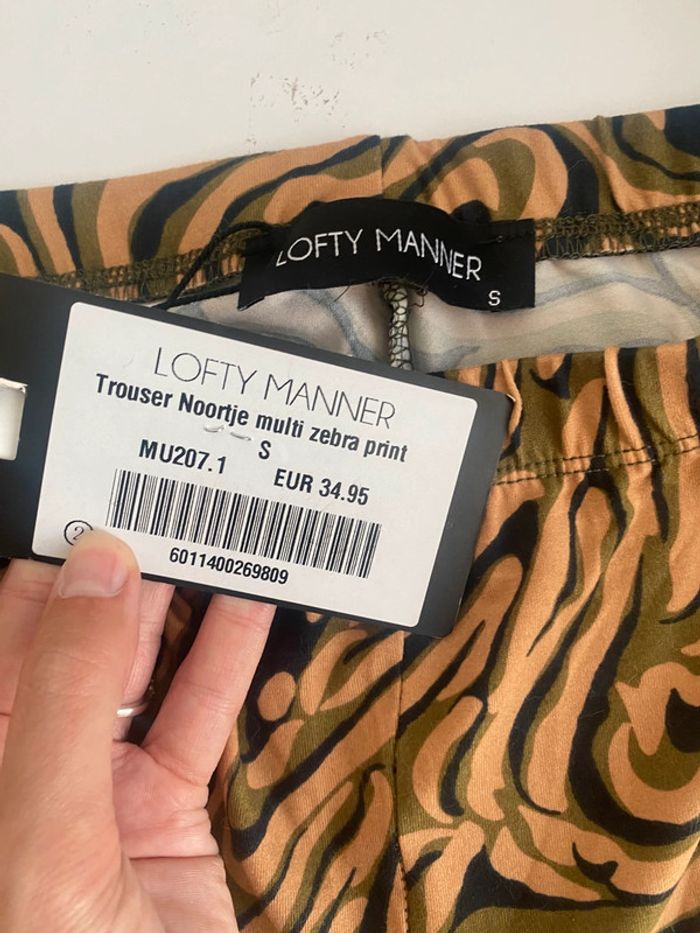 LOFTY MANNER
S
LOFTY MANNER
Trouser Noortje multi zebra print
S
MU207.1 EUR 34.95
2
6011400269809